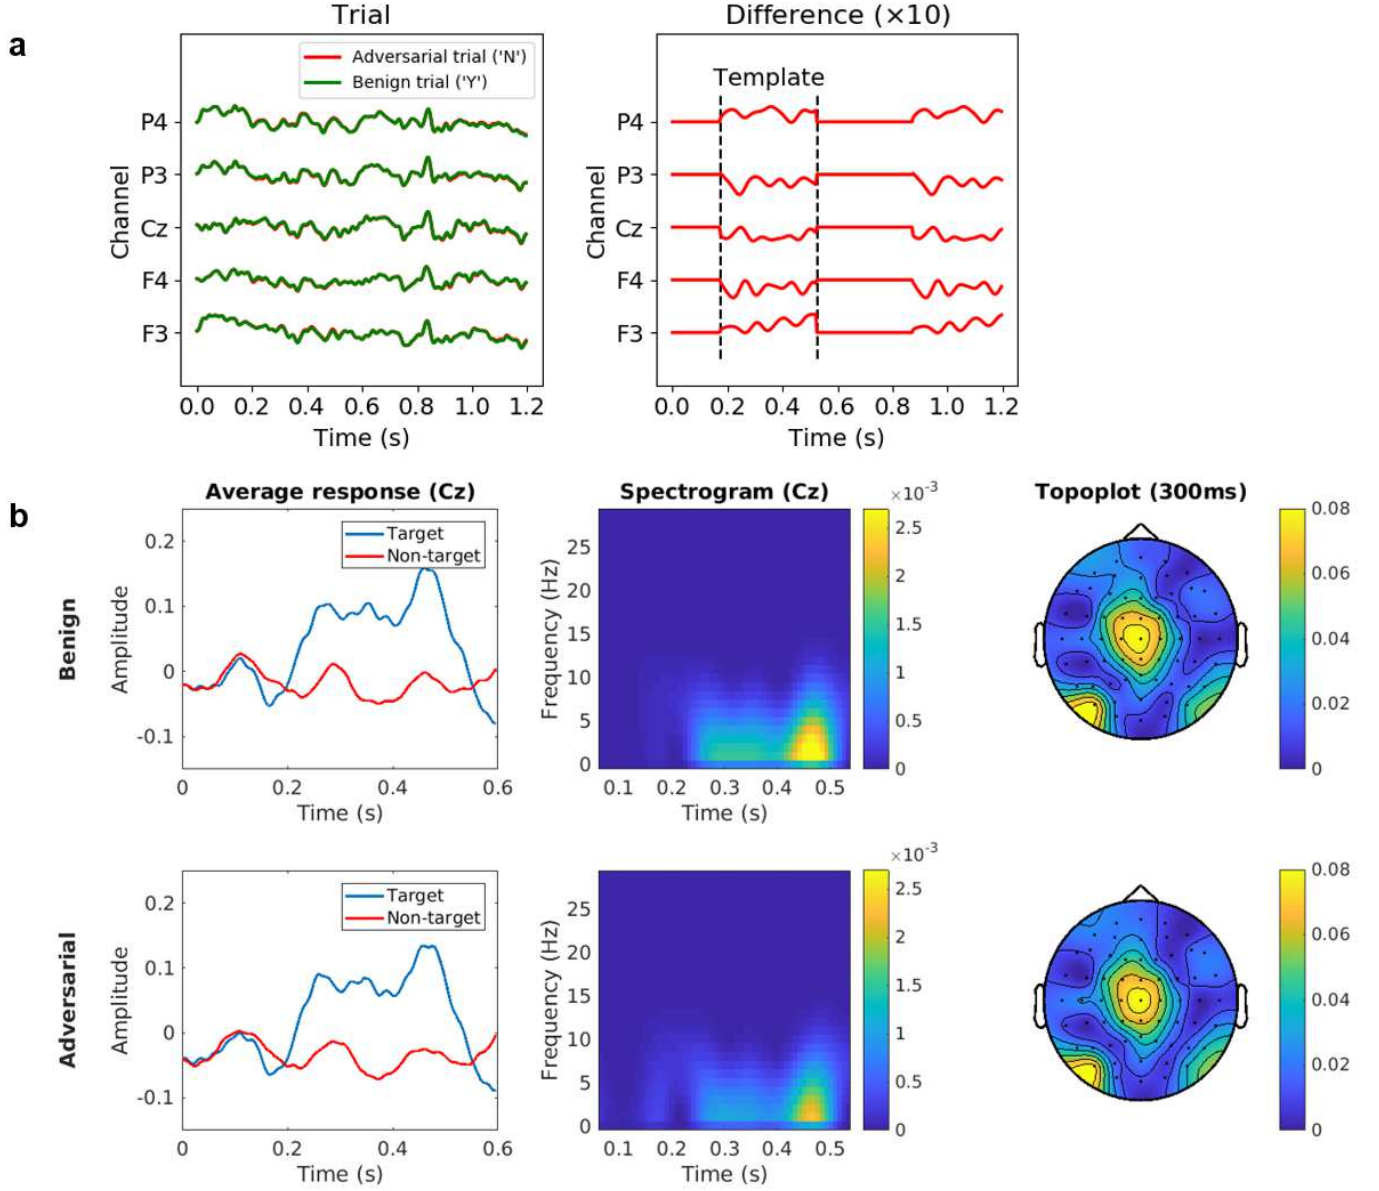 a
Trial
Difference (×10)
Adversarial trial ('N')
Benign trial ('Y')
Template
Channel
P4
P3
Cz
F4
F3
0.0 0.2 0.4 0.6 0.8 1.0 1.2
Time (s)
Channel
P4
P3
Cz
F4
F3
0.0 0.2 0.4 0.6 0.8 1.0 1.2
Time (s)
b
Benign
Average response (Cz)
Target
Non-target
Amplitude
0.2
0.1
0
-0.1
0 0.2 0.4 0.6
Time (s)
Spectrogram (Cz)
Frequency (Hz)
25
20
15
10
5
0
0.1 0.2 0.3 0.4 0.5
Time (s)
×10-3
2.5
2
1.5
1
0.5
0
Topoplot (300ms)
0.08
0.06
0.04
0.02
0
Adversarial
Target
Non-target
Amplitude
0.2
0.1
0
-0.1
0 0.2 0.4 0.6
Time (s)
Frequency (Hz)
25
20
15
10
5
0
0.1 0.2 0.3 0.4 0.5
Time (s)
×10-3
2.5
2
1.5
1
0.5
0
0.08
0.06
0.04
0.02
0